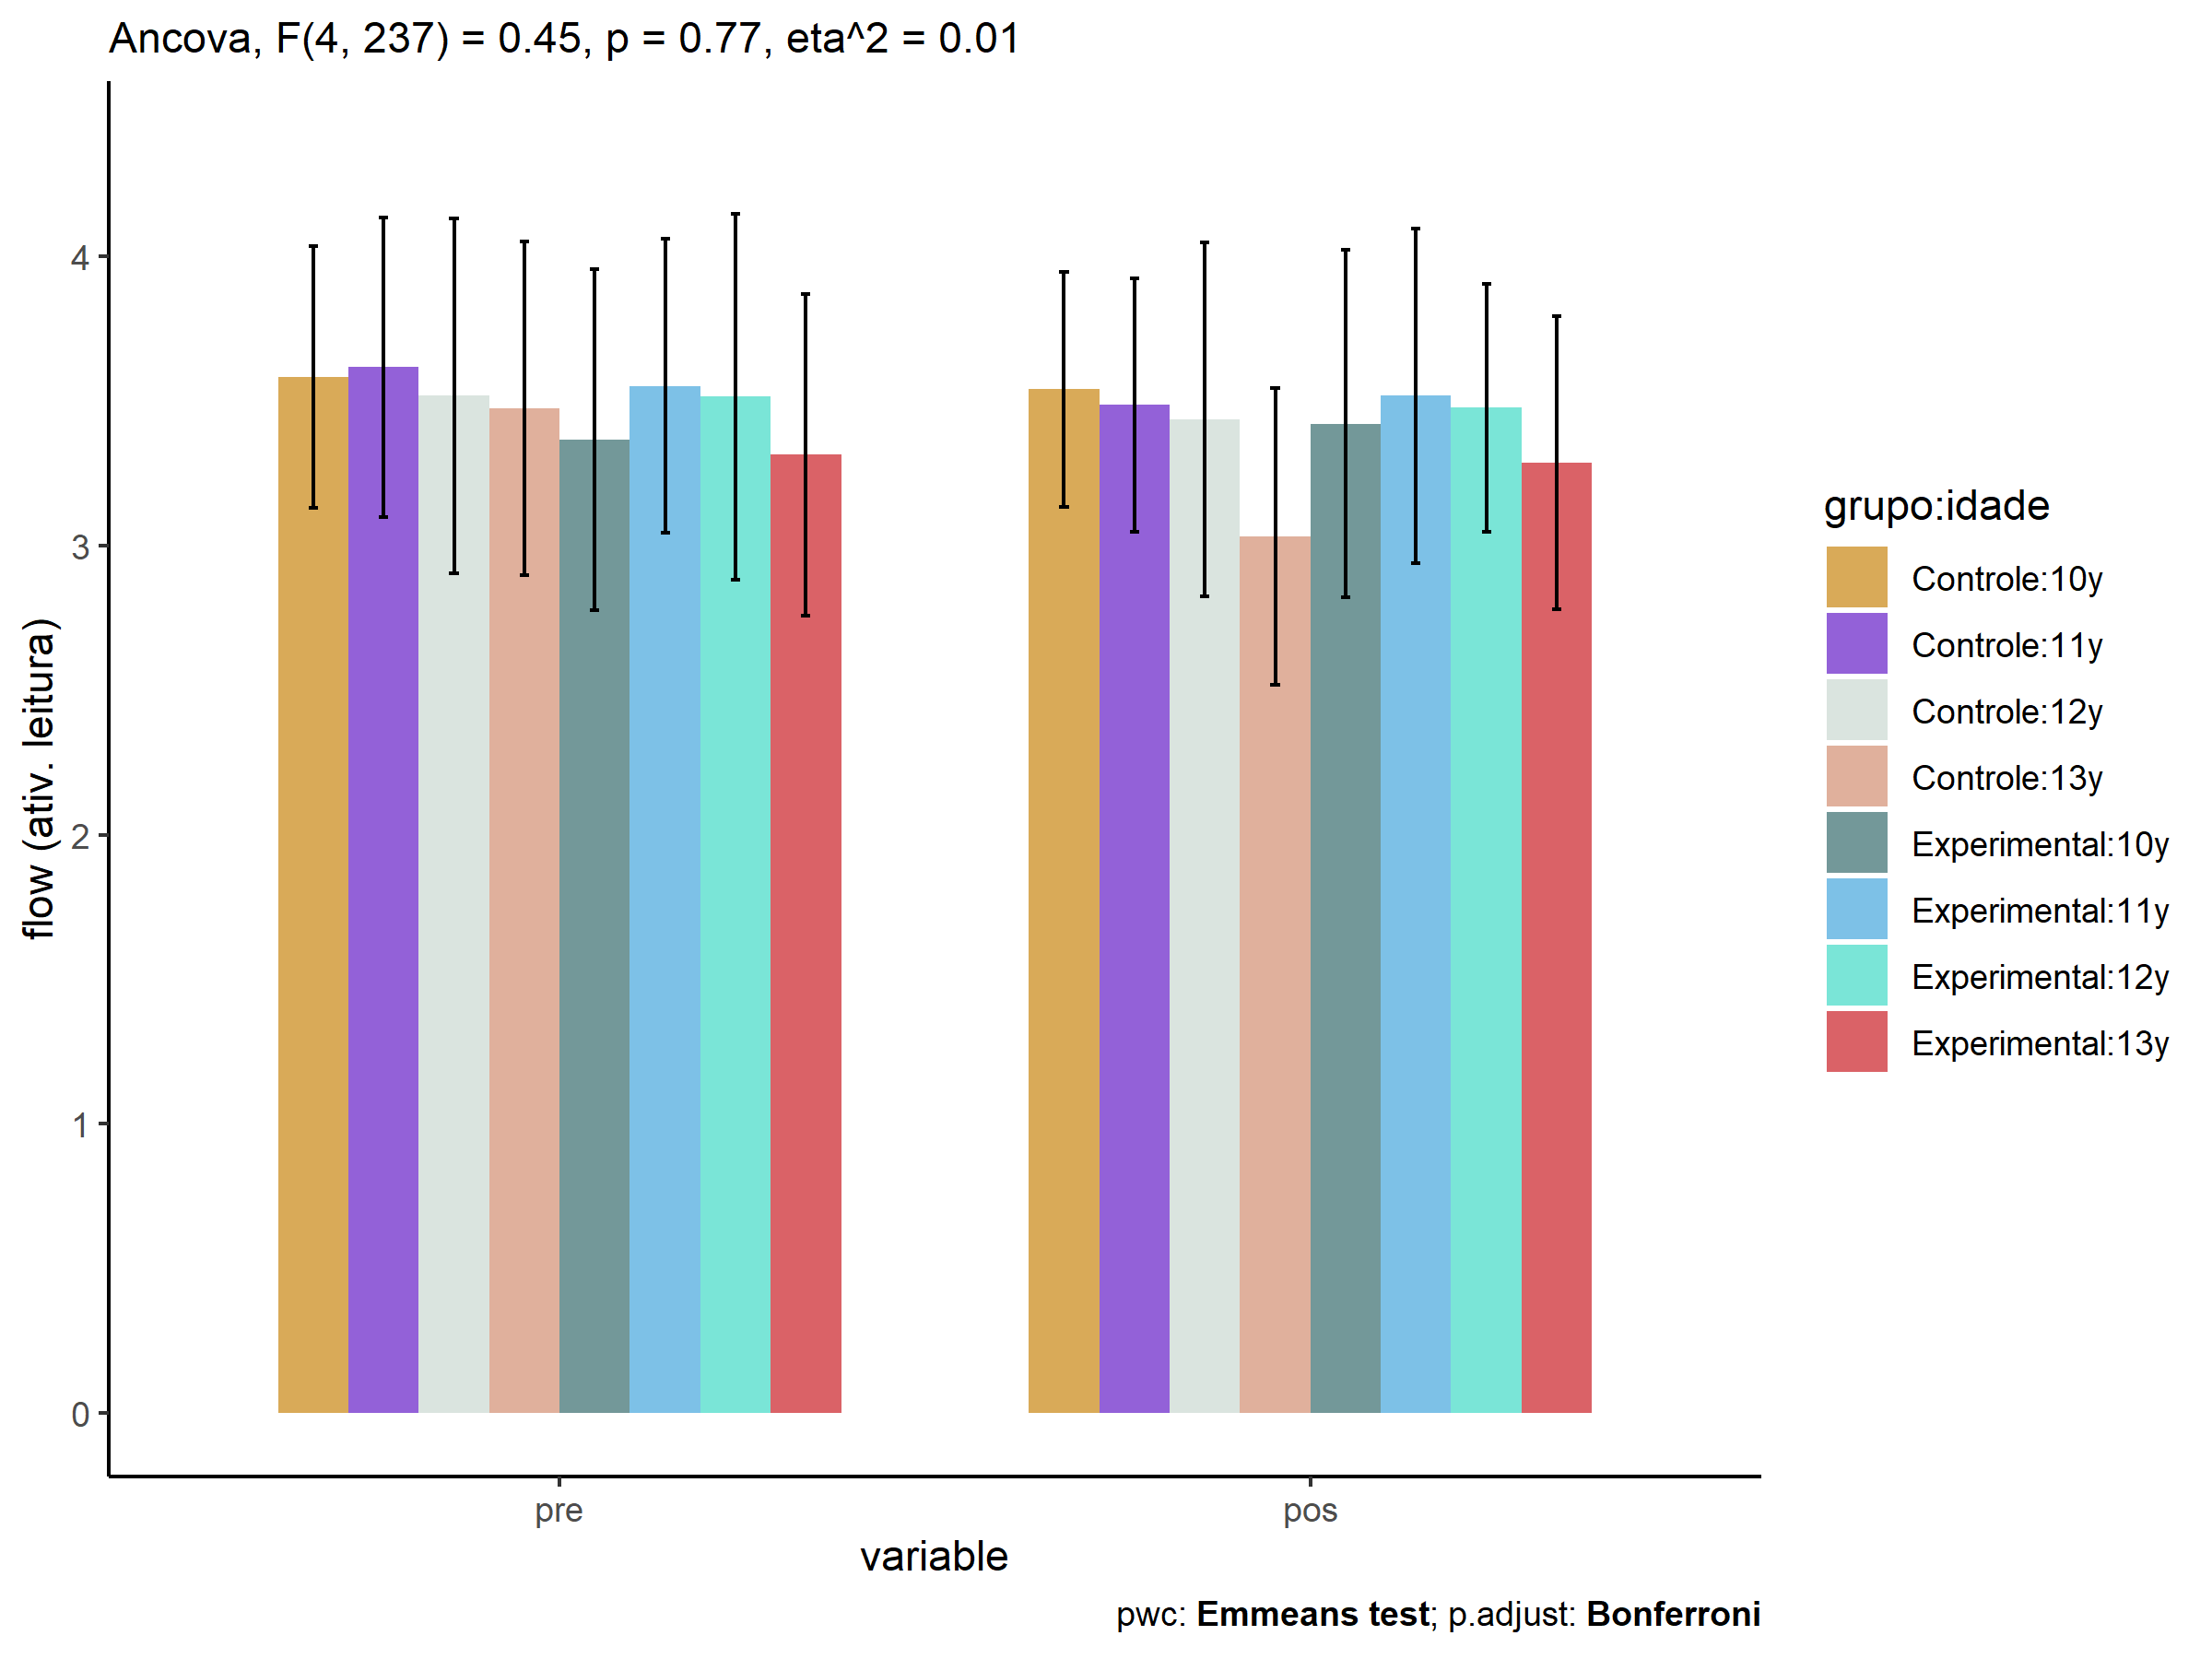 Ancova, F(4, 237) = 0.45, p = 0.77, eta^2 = 0.01
flow (ativ. leitura)
4
3
2
1
0
pre
pos
variable
grupo:idade
Controle:10y
Controle:11y
Controle:12y
Controle:13y
Experimental:10y
Experimental:11y
Experimental:12y
Experimental:13y
pwc: Emmeans test; p.adjust: Bonferroni